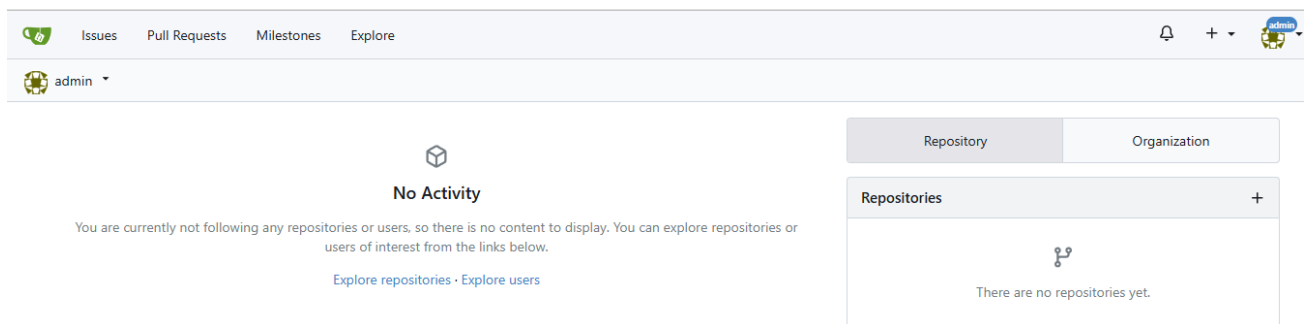 Issues Pull Requests Milestones Explore
admin
admin
Repository Organization
No Activity
Repositories
You are currently not following any repositories or users, so there is no content to display. You can explore repositories or
users of interest from the links below.
Explore repositories · Explore users
There are no repositories yet.